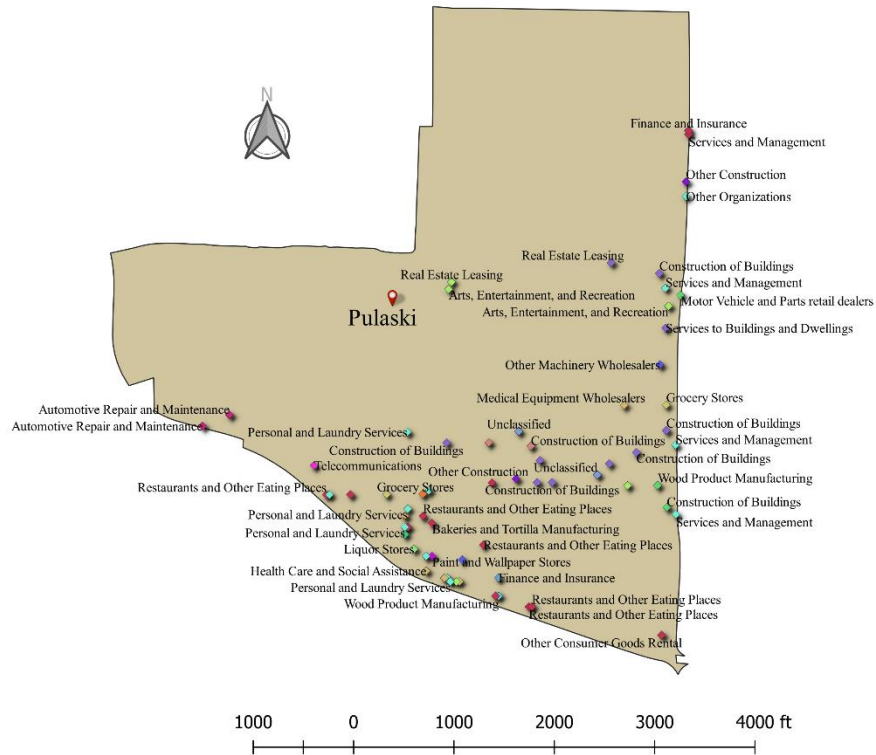 N
Finance and Insurance
Services and Management
Other Construction
Other Organizations
Real Estate Leasing
Construction of Buildings
Real Estate Leasing
Services and Management
Arts, Entertainment, and Recreation
Motor Vehicle and Parts retail dealers
Pulaski
Arts, Entertainment, and Recreation
Services to Buildings and Dwellings
Other Machinery Wholesalers
Medical Equipment Wholesalers
Grocery Stores
Automotive Repair and Maintenance
Automotive Repair and Maintenance
Unclassified
Construction of Buildings
Personal and Laundry Services
Construction of Buildings
Services and Management
Construction of Buildings
Construction of Buildings
Telecommunications
Unclassified
Other Construction
Wood Product Manufacturing
Restaurants and Other Eating Places
Grocery Stores
Construction of Buildings
Construction of Buildings
Restaurants and Other Eating Places
Personal and Laundry Services
Services and Management
Bakeries and Tortilla Manufacturing
Personal and Laundry Services
Restaurants and Other Eating Places
Liquor Stores
Paint and Wallpaper Stores
Health Care and Social Assistance
Finance and Insurance
Personal and Laundry Services
Restaurants and Other Eating Places
Wood Product Manufacturing
Restaurants and Other Eating Places
Other Consumer Goods Rental
1000 0 1000 2000 3000 4000 ft